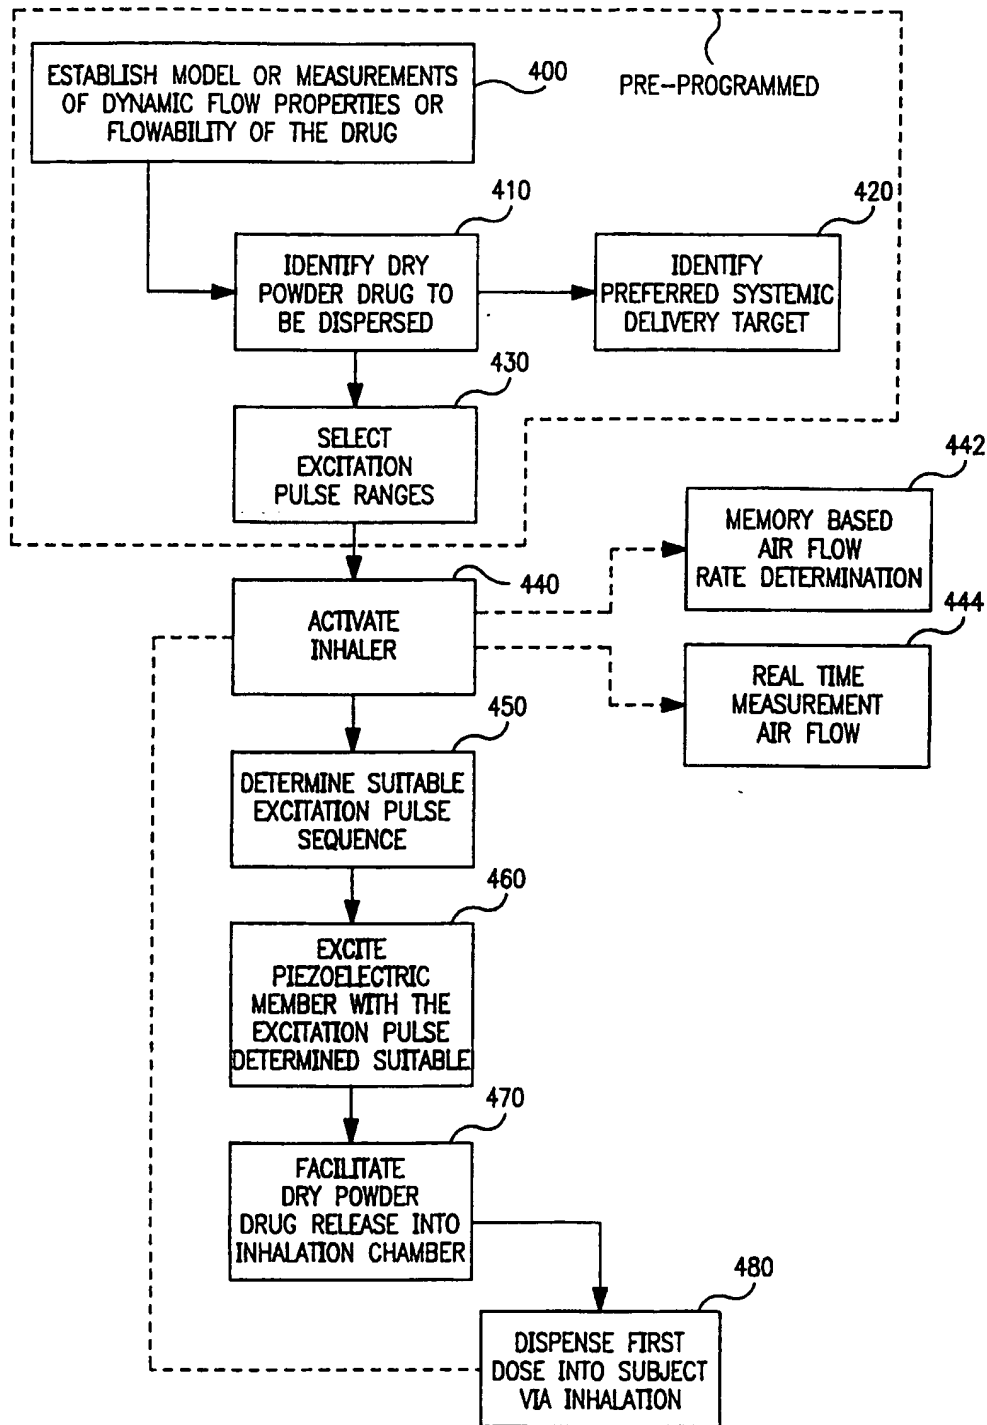 PRE-PROGRAMMED
400
ESTABLISH MODEL OR MEASUREMENTS
OF DYNAMIC FLOW PROPERTIES OR
FLOWABILITY OF THE DRUG
410
IDENTIFY DRY
POWDER DRUG TO
BE DISPERSED
420
IDENTIFY
PREFERRED SYSTEMIC
DELIVERY TARGET
430
SELECT
EXCITATION
PULSE RANGES
440
ACTIVATE
INHALER
442
MEMORY BASED
AIR FLOW
RATE DETERMINATION
444
REAL TIME
MEASUREMENT
AIR FLOW
450
DETERMINE SUITABLE
EXCITATION PULSE
SEQUENCE
460
EXCITE
PIEZOELECTRIC
MEMBER WITH THE
EXCITATION PULSE
DETERMINED SUITABLE
470
FACILITATE
DRY POWDER
DRUG RELEASE INTO
INHALATION CHAMBER
480
DISPENSE FIRST
DOSE INTO SUBJECT
VIA INHALATION